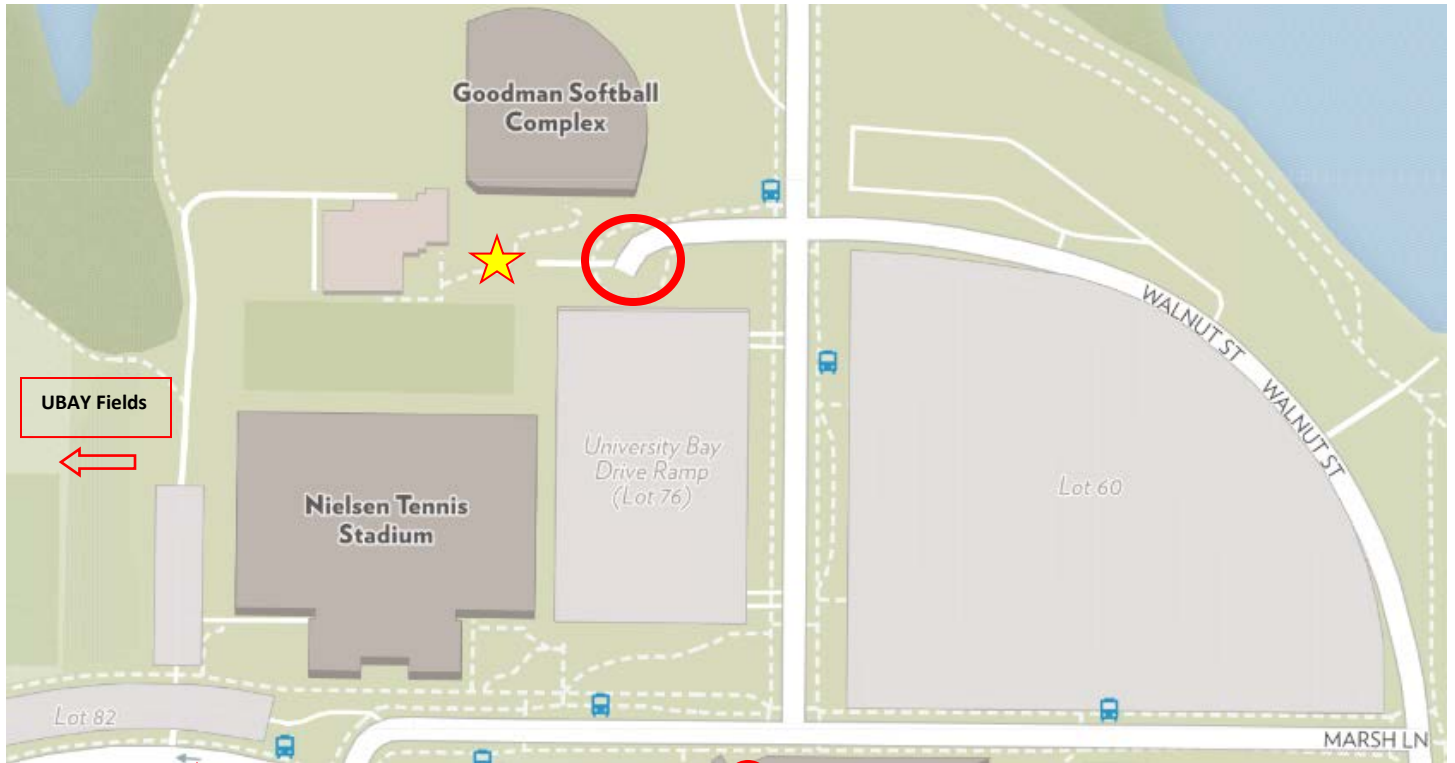 Goodman Softball
Complex
WALNUT ST
WALNUT ST
UBAY Fields
University Bay
Drive Ramp
(Lot 76)
Lot 60
Nielsen Tennis
Stadium
Lot 82
MARSH LN